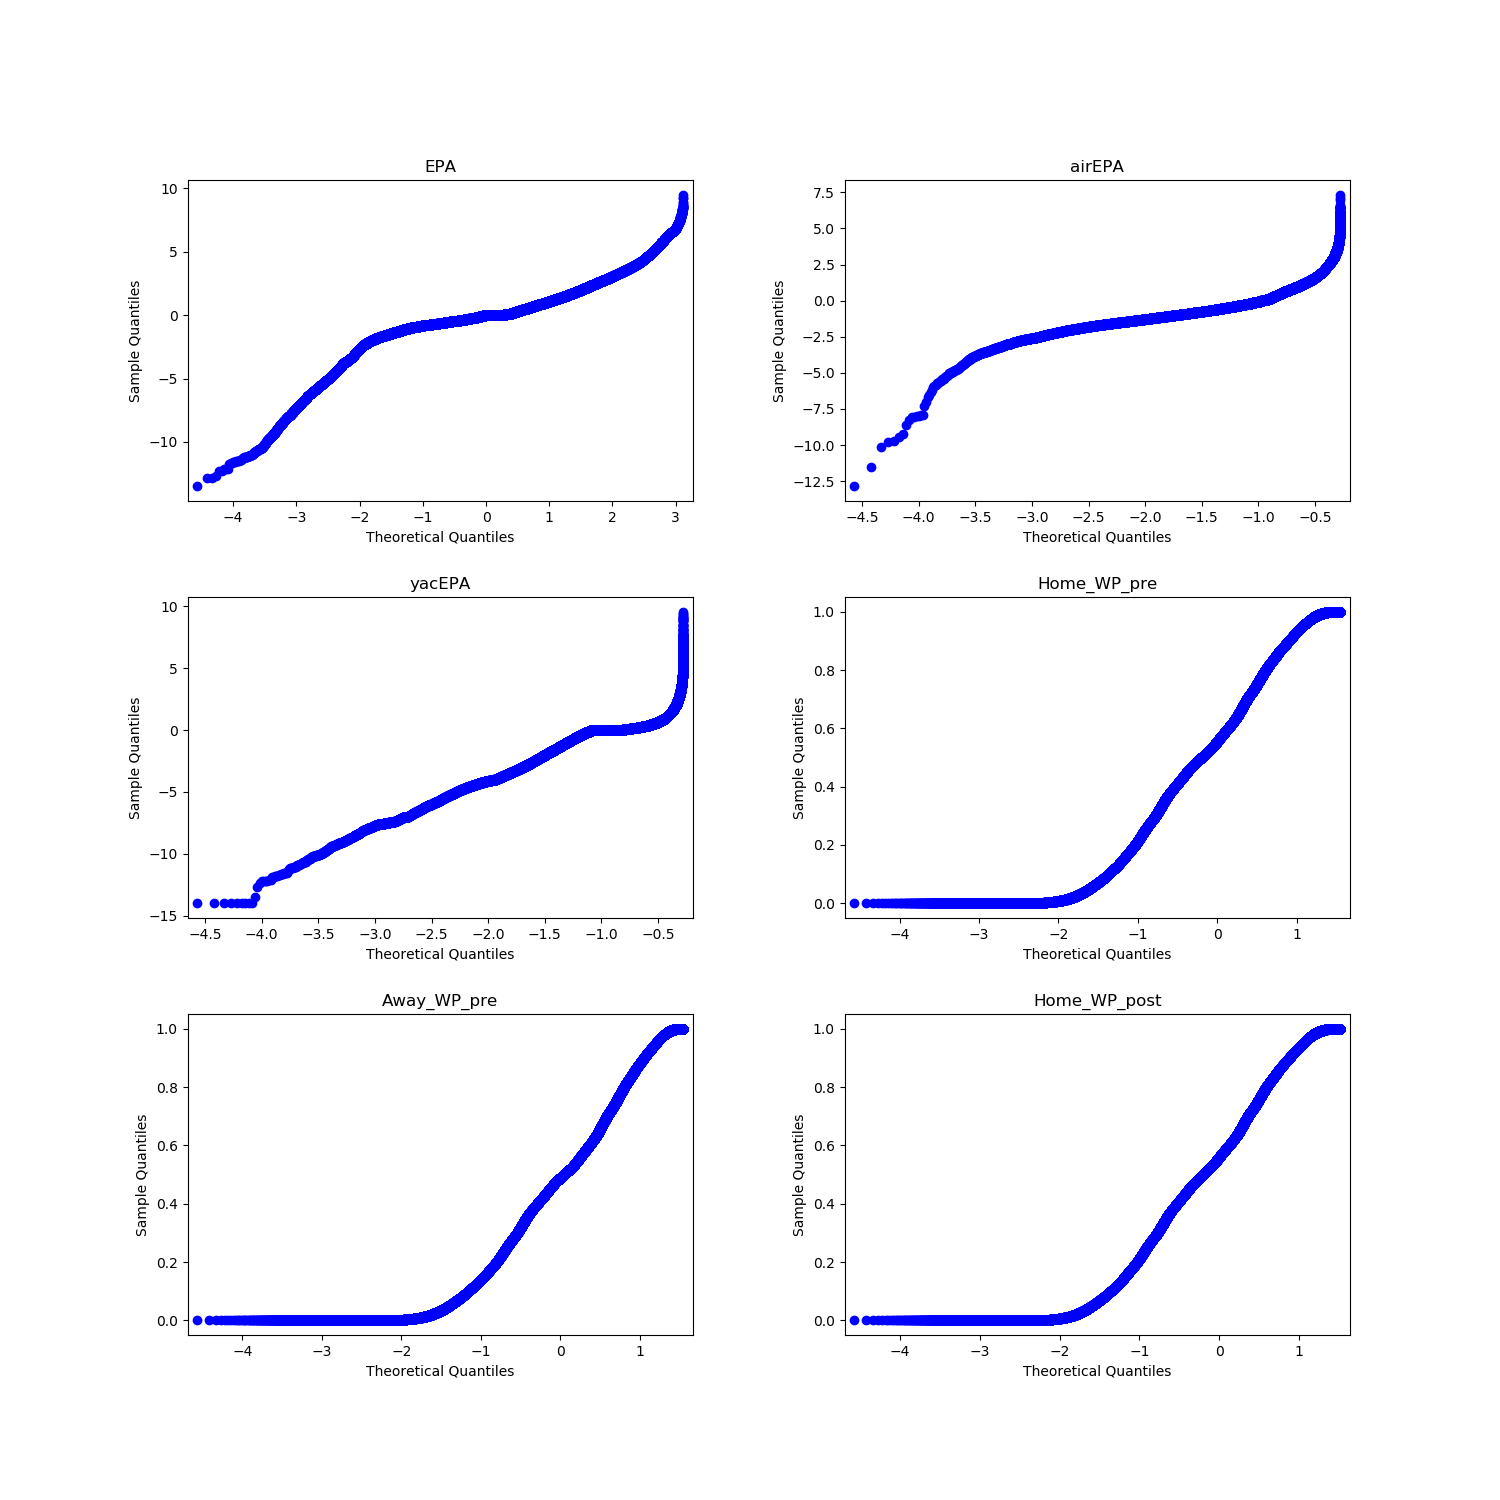 EPA
10
5
0
−5
−10
Sample Quantiles
−4 −3 −2 −1 0 1 2 3
Theoretical Quantiles
airEPA
7.5
5.0
2.5
0.0
−2.5
−5.0
−7.5
−10.0
−12.5
Sample Quantiles
−4.5 −4.0 −3.5 −3.0 −2.5 −2.0 −1.5 −1.0 −0.5
Theoretical Quantiles
yacEPA
10
5
0
−5
−10
−15
Sample Quantiles
−4.5 −4.0 −3.5 −3.0 −2.5 −2.0 −1.5 −1.0 −0.5
Theoretical Quantiles
Home_WP_pre
1.0
0.8
0.6
0.4
0.2
0.0
Sample Quantiles
−4 −3 −2 −1 0 1
Theoretical Quantiles
Away_WP_pre
1.0
0.8
0.6
0.4
0.2
0.0
Sample Quantiles
−4 −3 −2 −1 0 1
Theoretical Quantiles
Home_WP_post
1.0
0.8
0.6
0.4
0.2
0.0
Sample Quantiles
−4 −3 −2 −1 0 1
Theoretical Quantiles